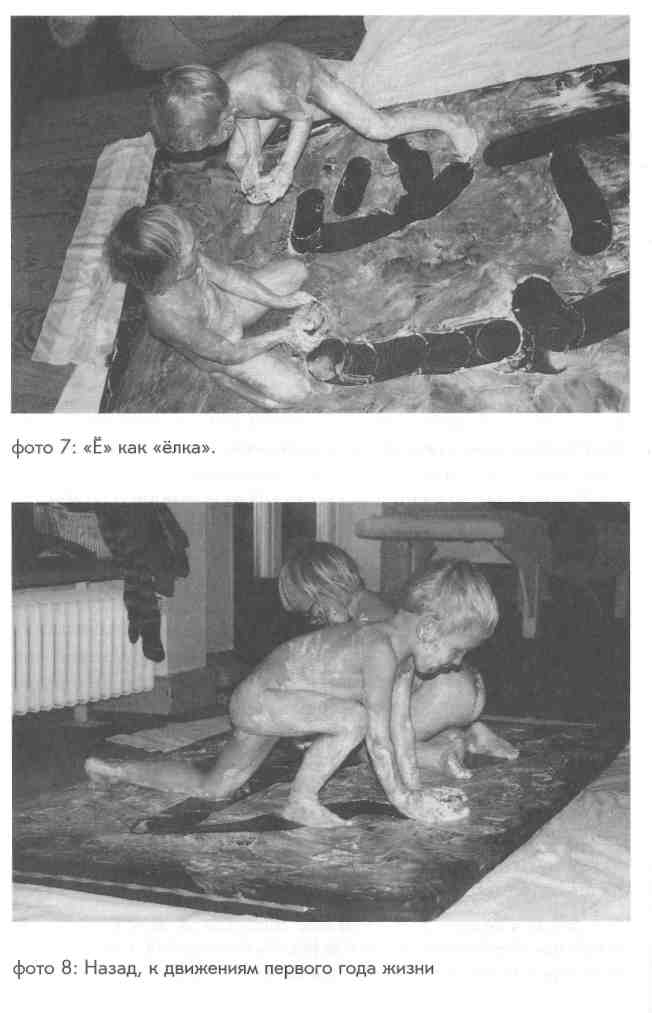 фото 7: «Ё» как «ёлка».
фото 8: Назад, к движениям первого года жизни